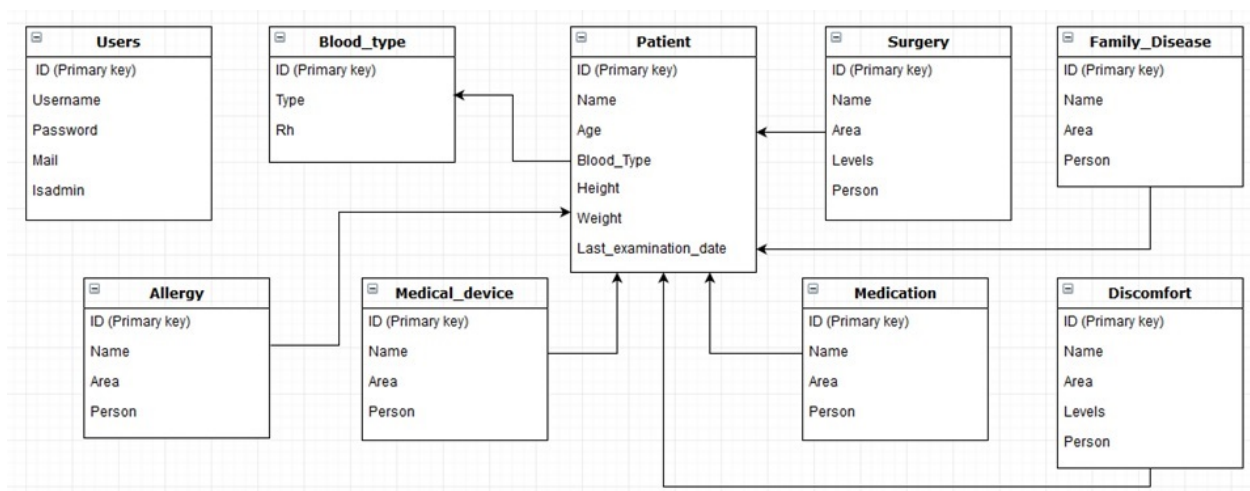 Users
ID (Primary key)
Username
Password
Mail
Isadmin
Blood_type
ID (Primary key)
Type
Rh
Patient
ID (Primary key)
Name
Age
Blood_Type
Height
Weight
Last_examination_date
Surgery
ID (Primary key)
Name
Area
Levels
Person
Family_Disease
ID (Primary key)
Name
Area
Person
Allergy
ID (Primary key)
Name
Area
Person
Medical_device
ID (Primary key)
Name
Area
Person
Medication
ID (Primary key)
Name
Area
Person
Discomfort
ID (Primary key)
Name
Area
Levels
Person